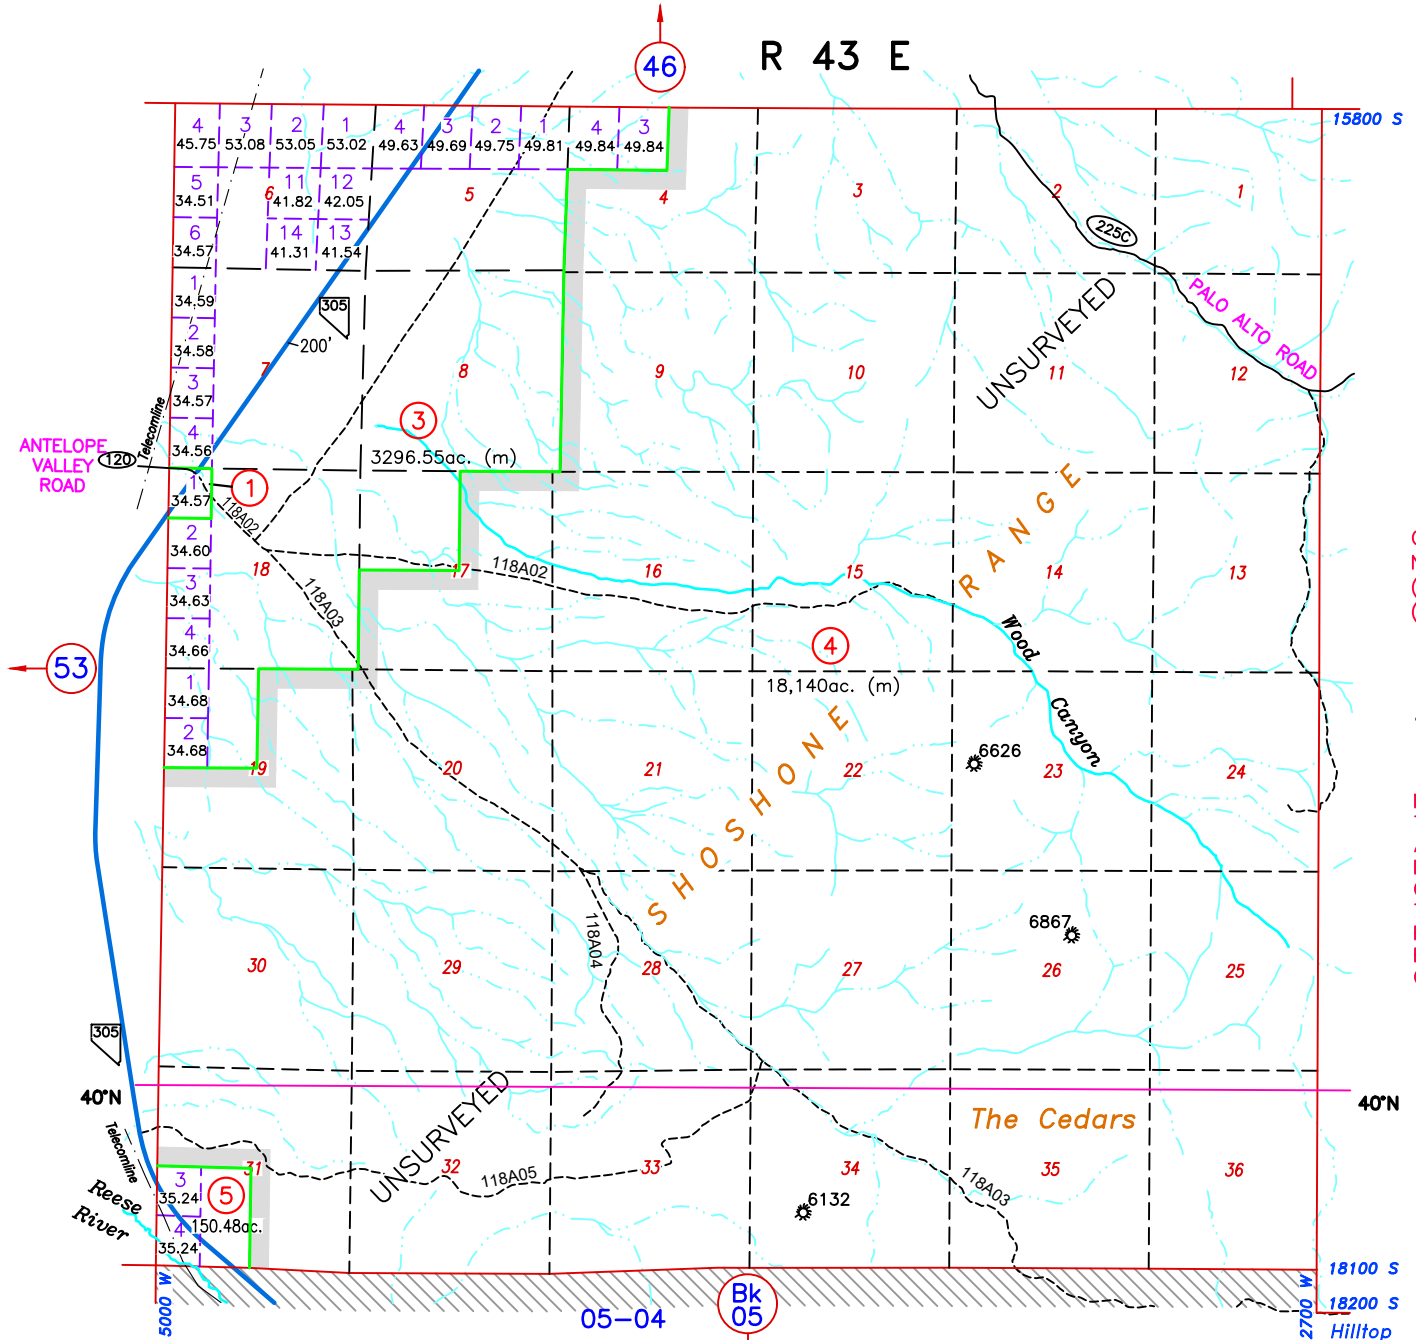 46
R 43 E
15800 S
4 3 2 1 4 3 2 1 4 3
45.75 53.08 53.05 53.02 49.63 49.69 49.75 49.81 49.84 49.84
5 11 12
34.51 6 41.82 42.05 5 4 3 2 1
6 14 13
34.57 41.31 41.54
225C
1
34.59
305
PALO ALTO ROAD
UNSURVEYED
2
34.58
200'
7 8 9 10 11 12
3
34.57
Telecomline
4
34.56
3
3296.55ac. (m)
ANTELOPE
VALLEY
ROAD
120
1
34.57
1
118A02
2
34.60
18 17 16 15 14 13
118A02
118A03
3
34.63
SHOSHONE RANGE
Wood
Canyon
4
34.66
53
4
18,140ac. (m)
1
34.68
2
34.68
6626
19 20 21 22 23 24
6867
118A04
30 29 28 27 26 25
305
40°N
40°N
UNSURVEYED
The Cedars
Telecomline
31 32 33 34 35 36
3
35.24
5
150.48ac.
4
35.24
118A05
118A03
6132
Reese
River
5000 W
05-04
Bk
05
2700 W
18100 S
18200 S
Hilltop